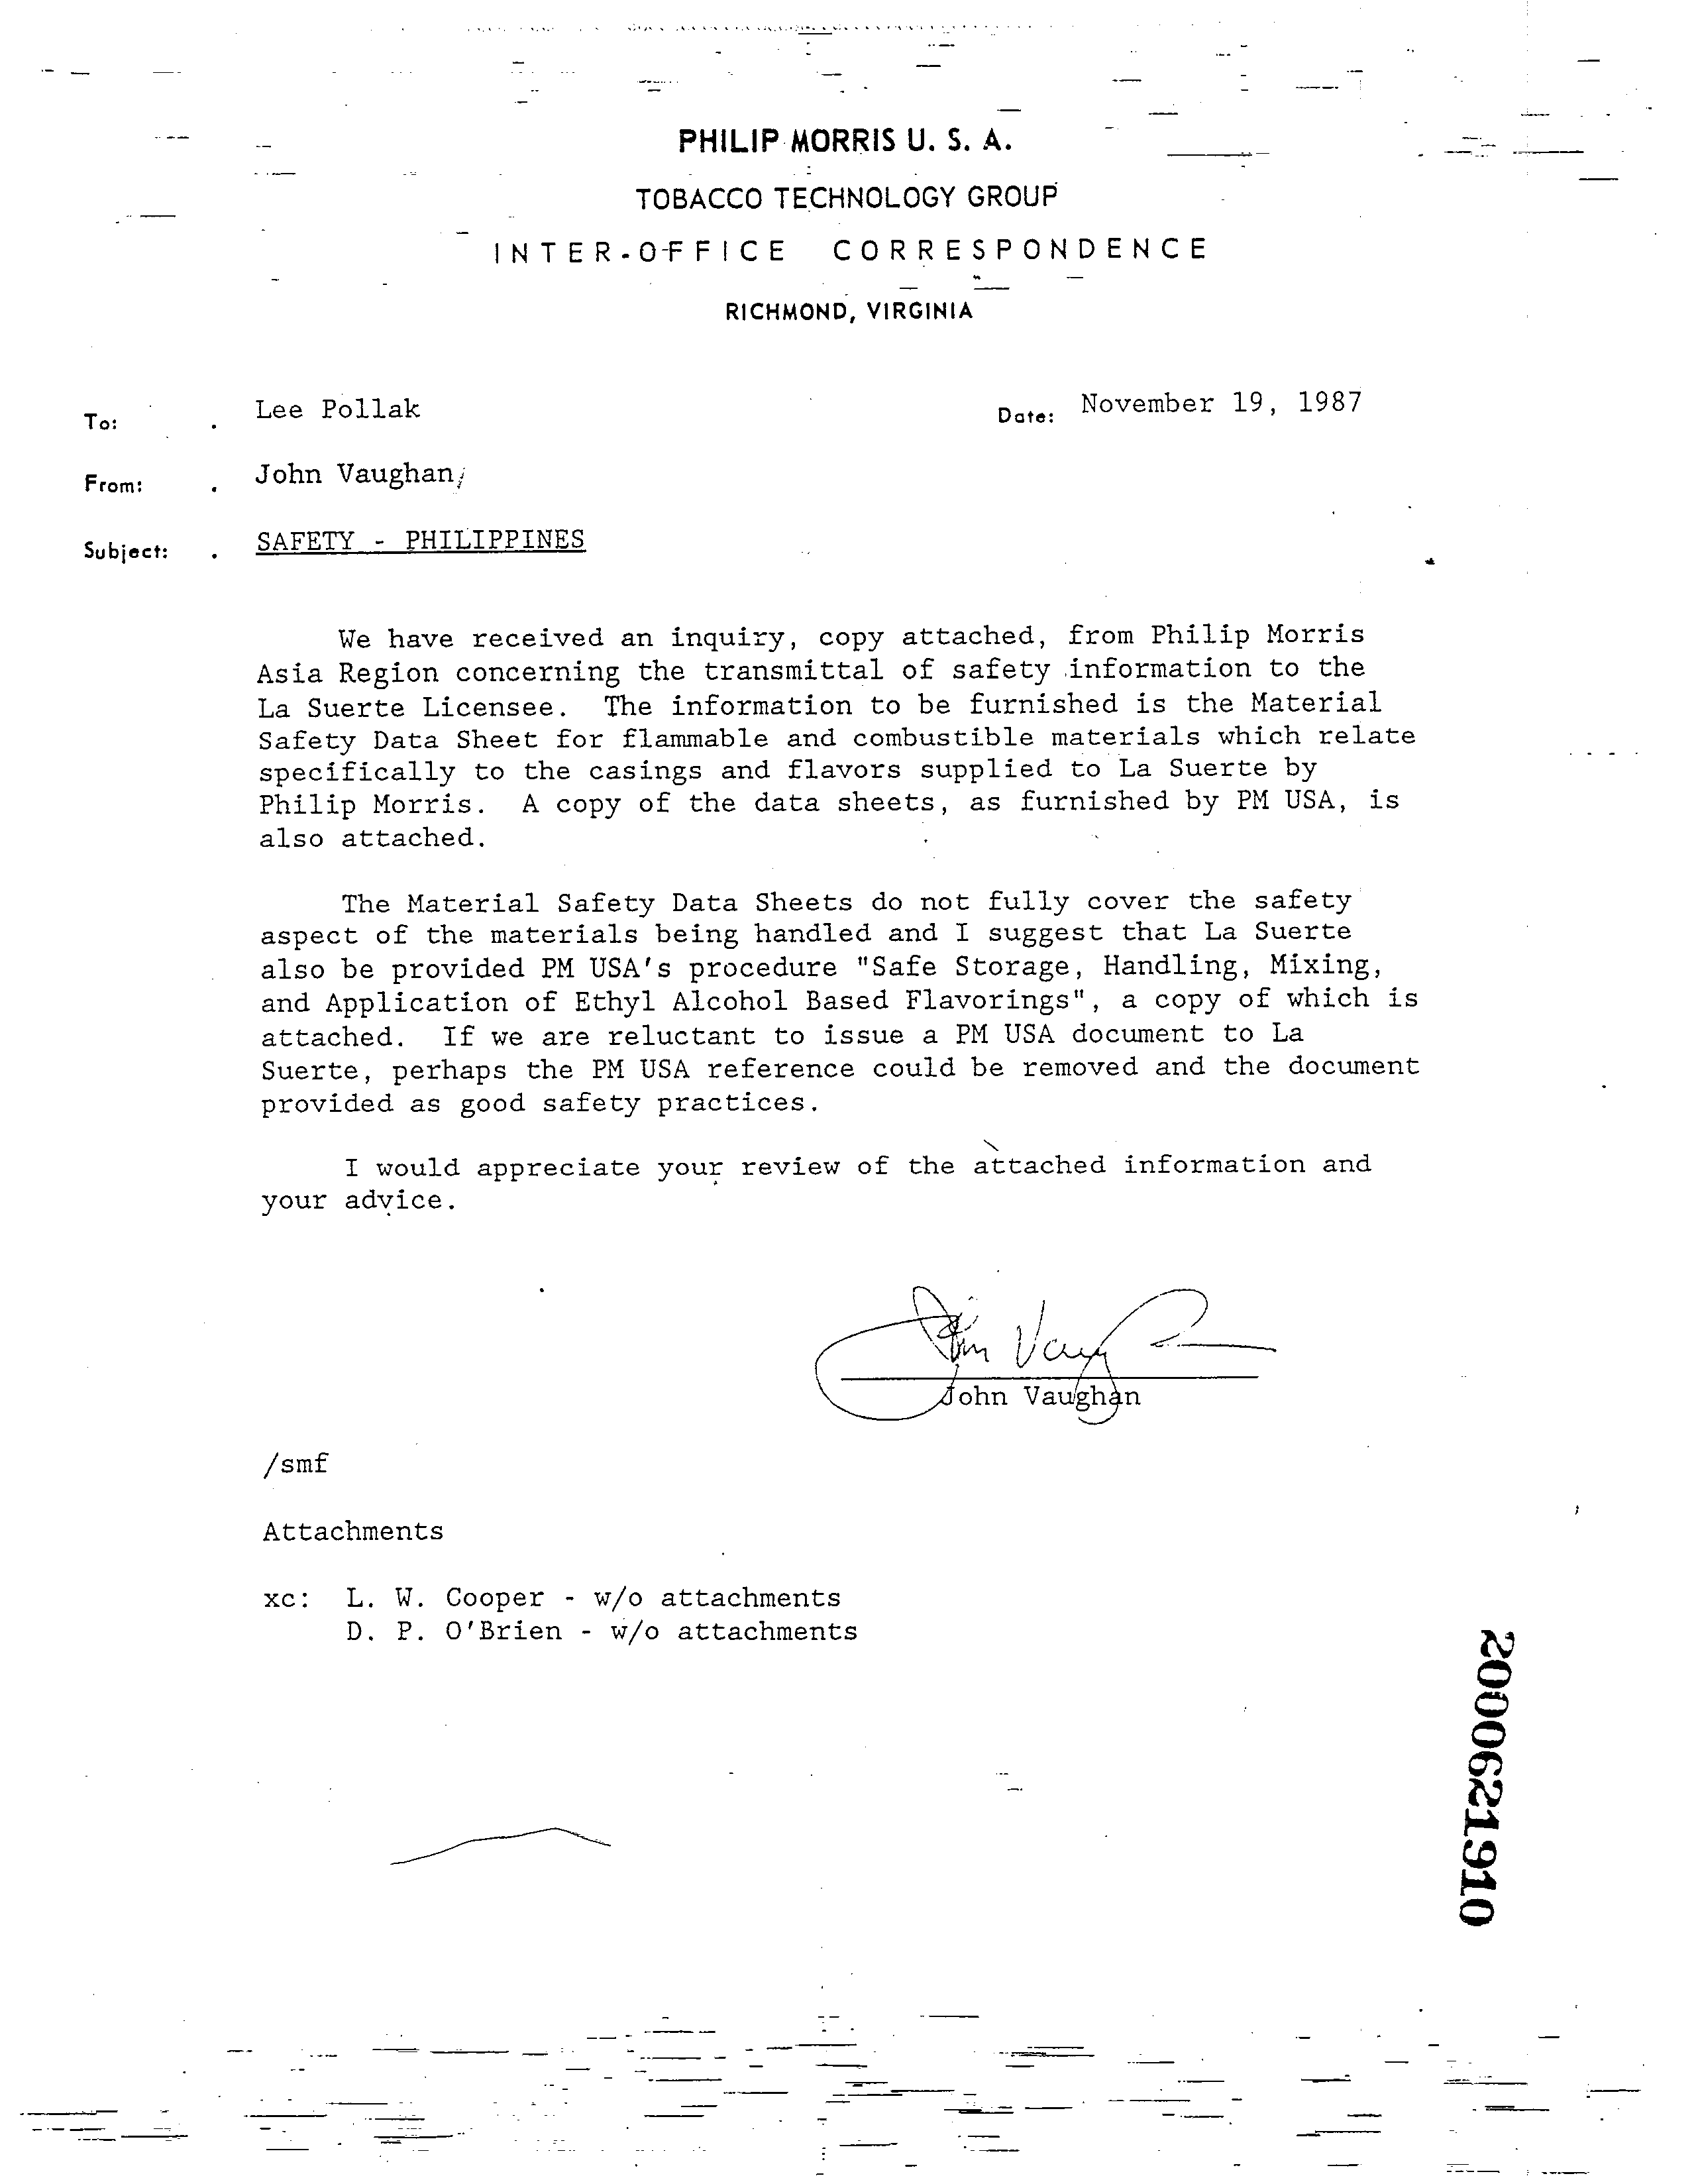 PHILIP MORRIS U. S. A.
TOBACCO TECHNOLOGY GROUP
INTER-OFFICE CORRESPONDENCE
RICHMOND, VIRGINIA
To: . Lee Pollak Date: November 19, 1987
From: . John Vaughan
Subject: . SAFETY - PHILIPPINES
We have received an inquiry, copy attached, from Philip Morris
Asia Region concerning the transmittal of safety information to the
La Suerte Licensee. The information to be furnished is the Material
Safety Data Sheet for flammable and combustible materials which relate
specifically to the casings and flavors supplied to La Suerte by
Philip Morris. A copy of the data sheets, as furnished by PM USA, is
also attached.
The Material Safety Data Sheets do not fully cover the safety
aspect of the materials being handled and I suggest that La Suerte
also be provided PM USA's procedure "Safe Storage, Handling, Mixing,
and Application of Ethyl Alcohol Based Flavorings", a copy of which is
attached. If we are reluctant to issue a PM USA document to La
Suerte, perhaps the PM USA reference could be removed and the document
provided as good safety practices.
I would appreciate your review of the attached information and
your advice.
John Vaughan
/smf
Attachments
xc: L. W. Cooper - w/o attachments
D. P. O'Brien - w/o attachments
2000621910